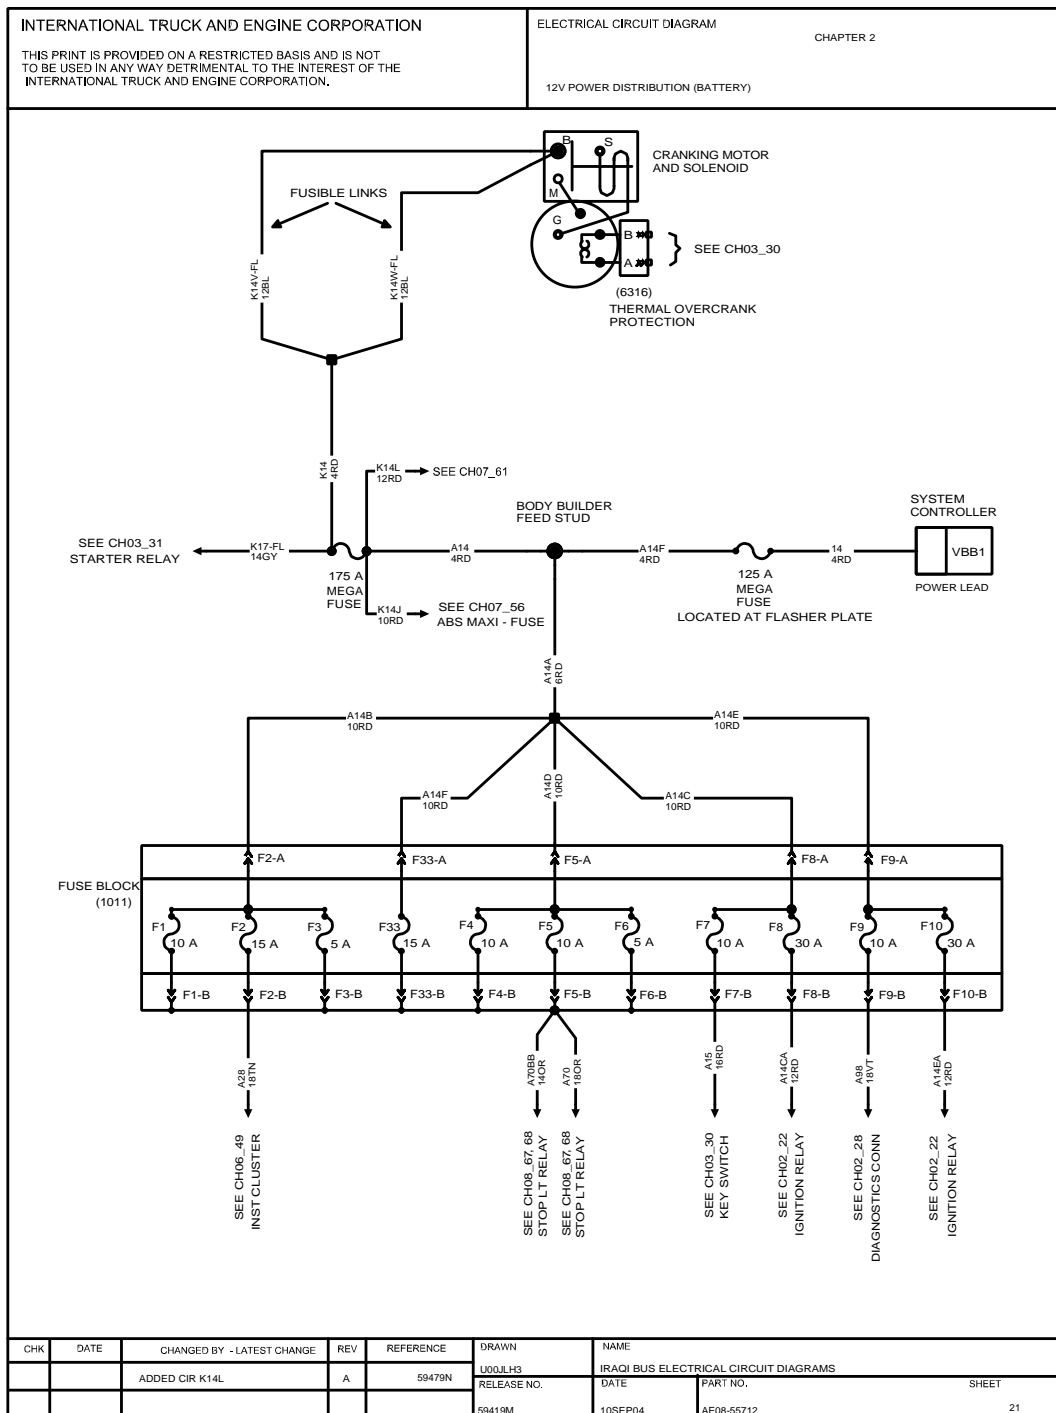 INTERNATIONAL TRUCK AND ENGINE CORPORATION
THIS PRINT IS PROVIDED ON A RESTRICTED BASIS AND IS NOT
TO BE USED IN ANY WAY DETRIMENTAL TO THE INTEREST OF THE
INTERNATIONAL TRUCK AND ENGINE CORPORATION.
ELECTRICAL CIRCUIT DIAGRAM
CHAPTER 2
12V POWER DISTRIBUTION (BATTERY)
B
S
M
G
B
A
CRANKING MOTOR
AND SOLENOID
SEE CH03_30
(6316)
THERMAL OVERCRANK
PROTECTION
FUSIBLE LINKS
K14V-FL
12BL
K14W-FL
12BL
K14
4RD
K14L
12RD
SEE CH07_61
BODY BUILDER
FEED STUD
SYSTEM
CONTROLLER
SEE CH03_31
STARTER RELAY
K17-FL
14GY
175 A
MEGA
FUSE
A14
4RD
A14F
4RD
125 A
MEGA
FUSE
LOCATED AT FLASHER PLATE
14
4RD
VBB1
POWER LEAD
K14J
10RD
SEE CH07_56
ABS MAXI - FUSE
A14A
6RD
A14B
10RD
A14E
10RD
A14F
10RD
A14D
10RD
A14C
10RD
F2-A
F33-A
F5-A
F8-A
F9-A
FUSE BLOCK
(1011)
F1
10 A
F2
15 A
F3
5 A
F33
15 A
F4
10 A
F5
10 A
F6
5 A
F7
10 A
F8
30 A
F9
10 A
F10
30 A
F1-B
F2-B
F3-B
F33-B
F4-B
F5-B
F6-B
F7-B
F8-B
F9-B
F10-B
A28
18TN
A70BB
14OR
A70
18OR
A15
16RD
A14CA
12RD
A98
18VT
A14EA
12RD
SEE CH06_49
INST CLUSTER
SEE CH08_67, 68
STOP LT RELAY
SEE CH08_67, 68
STOP LT RELAY
SEE CH03_30
KEY SWITCH
SEE CH02_22
IGNITION RELAY
SEE CH02_28
DIAGNOSTICS CONN
SEE CH02_22
IGNITION RELAY
CHK DATE CHANGED BY - LATEST CHANGE REV REFERENCE
ADDED CIR K14L A 59479N
DRAWN
U00JLH3
NAME
IRAQI BUS ELECTRICAL CIRCUIT DIAGRAMS
RELEASE NO.
59419M
DATE
10SEP04
PART NO.
AE08-55712
SHEET
21